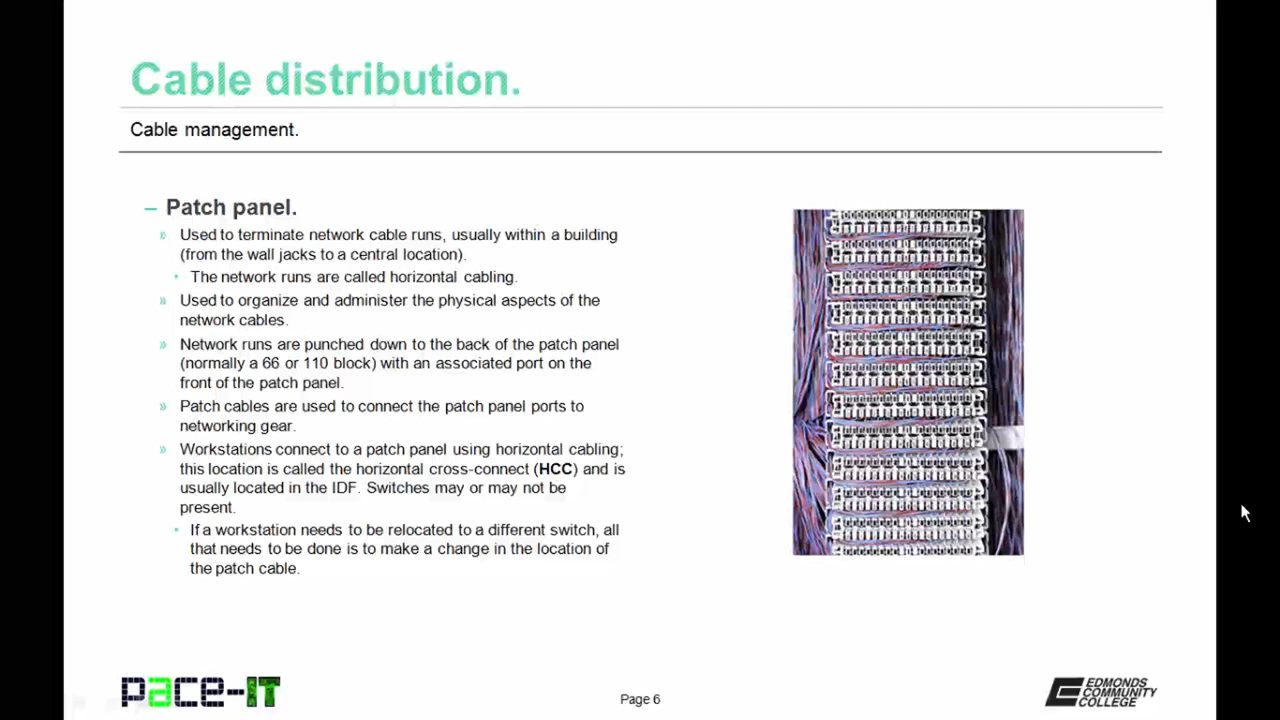 Cable distribution.
Cable management.
– Patch panel.
» Used to terminate network cable runs, usually within a building
(from the wall jacks to a central location).
• The network runs are called horizontal cabling.
» Used to organize and administer the physical aspects of the
network cables.
» Network runs are punched down to the back of the patch panel
(normally a 66 or 110 block) with an associated port on the
front of the patch panel.
» Patch cables are used to connect the patch panel ports to
networking gear.
» Workstations connect to a patch panel using horizontal cabling;
this location is called the horizontal cross-connect (HCC) and is
usually located in the IDF. Switches may or may not be
present.
• If a workstation needs to be relocated to a different switch, all
that needs to be done is to make a change in the location of
the patch cable.
pace-IT
Page 6
EDMONDS
COMMUNITY
COLLEGE